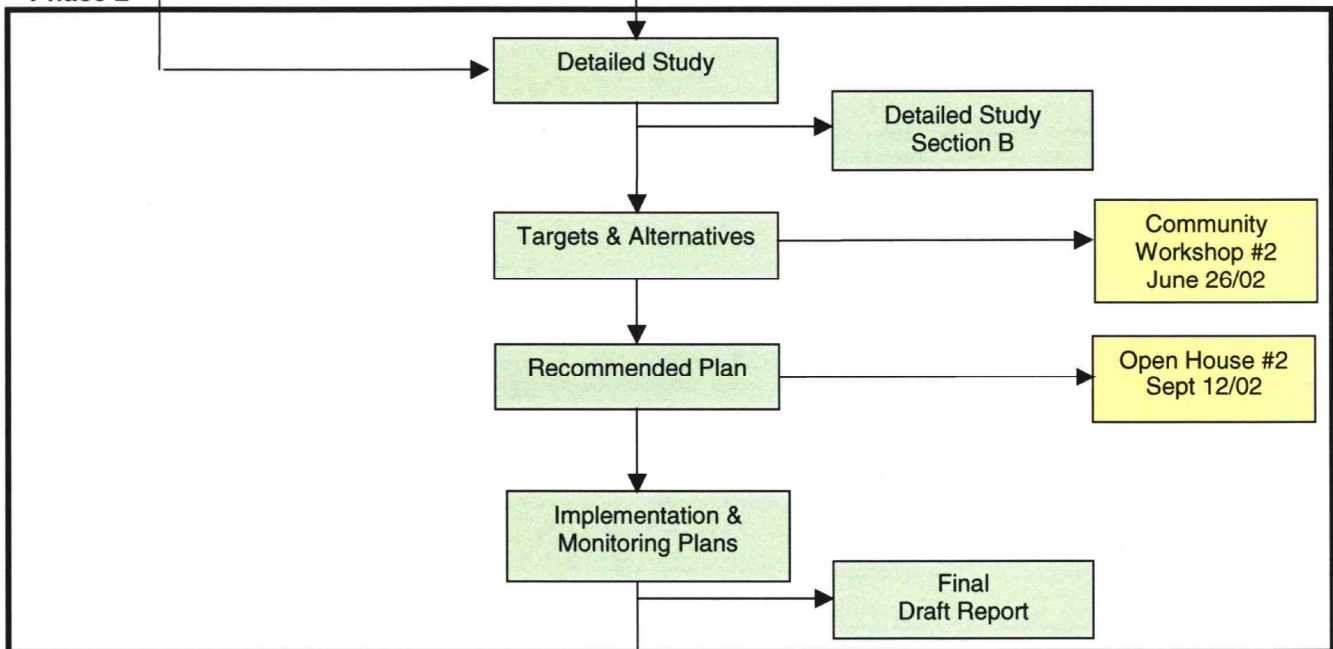 Detailed Study
Detailed Study
Section B
Targets & Alternatives
Community
Workshop #2
June 26/02
Recommended Plan
Open House #2
Sept 12/02
Implementation &
Monitoring Plans
Final
Draft Report